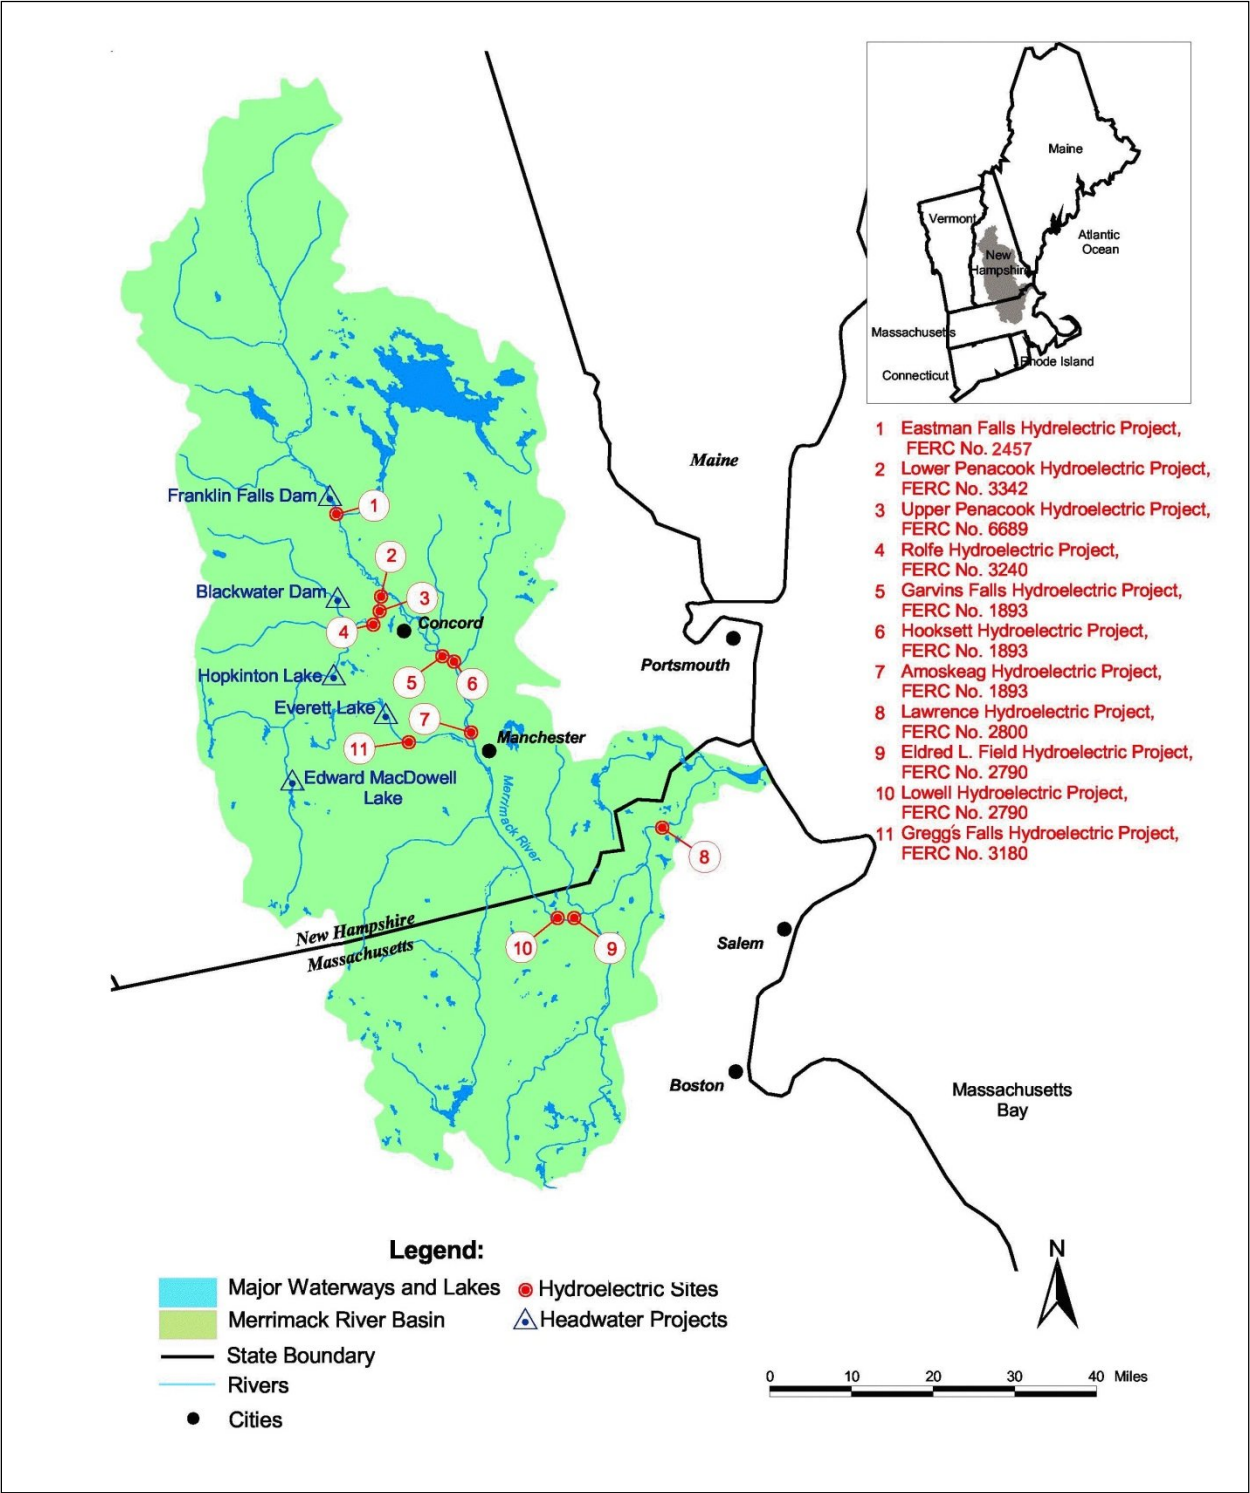 Maine
Vermont
Atlantic
Ocean
New
Hampshire
Massachusetts
Rhode Island
Connecticut
1 Eastman Falls Hydrelectric Project,
FERC No. 2457
2 Lower Penacook Hydroelectric Project,
FERC No. 3342
3 Upper Penacook Hydroelectric Project,
FERC No. 6689
4 Rolfe Hydroelectric Project,
FERC No. 3240
5 Garvins Falls Hydroelectric Project,
FERC No. 1893
6 Hooksett Hydroelectric Project,
FERC No. 1893
7 Amoskeag Hydroelectric Project,
FERC No. 1893
8 Lawrence Hydroelectric Project,
FERC No. 2800
9 Eldred L. Field Hydroelectric Project,
FERC No. 2790
10 Lowell Hydroelectric Project,
FERC No. 2790
11 Gregg's Falls Hydroelectric Project,
FERC No. 3180
Maine
Franklin Falls Dam
1
2
Blackwater Dam
3
4
Concord
Portsmouth
Hopkinton Lake
5
6
Everett Lake
7
11
Manchester
Edward MacDowell
Lake
Merrimack River
8
New Hampshire
Massachusetts
10
9
Salem
Boston
Massachusetts
Bay
Legend:
Major Waterways and Lakes
Hydroelectric Sites
Merrimack River Basin
Headwater Projects
State Boundary
Rivers
Cities
N
0 10 20 30 40 Miles